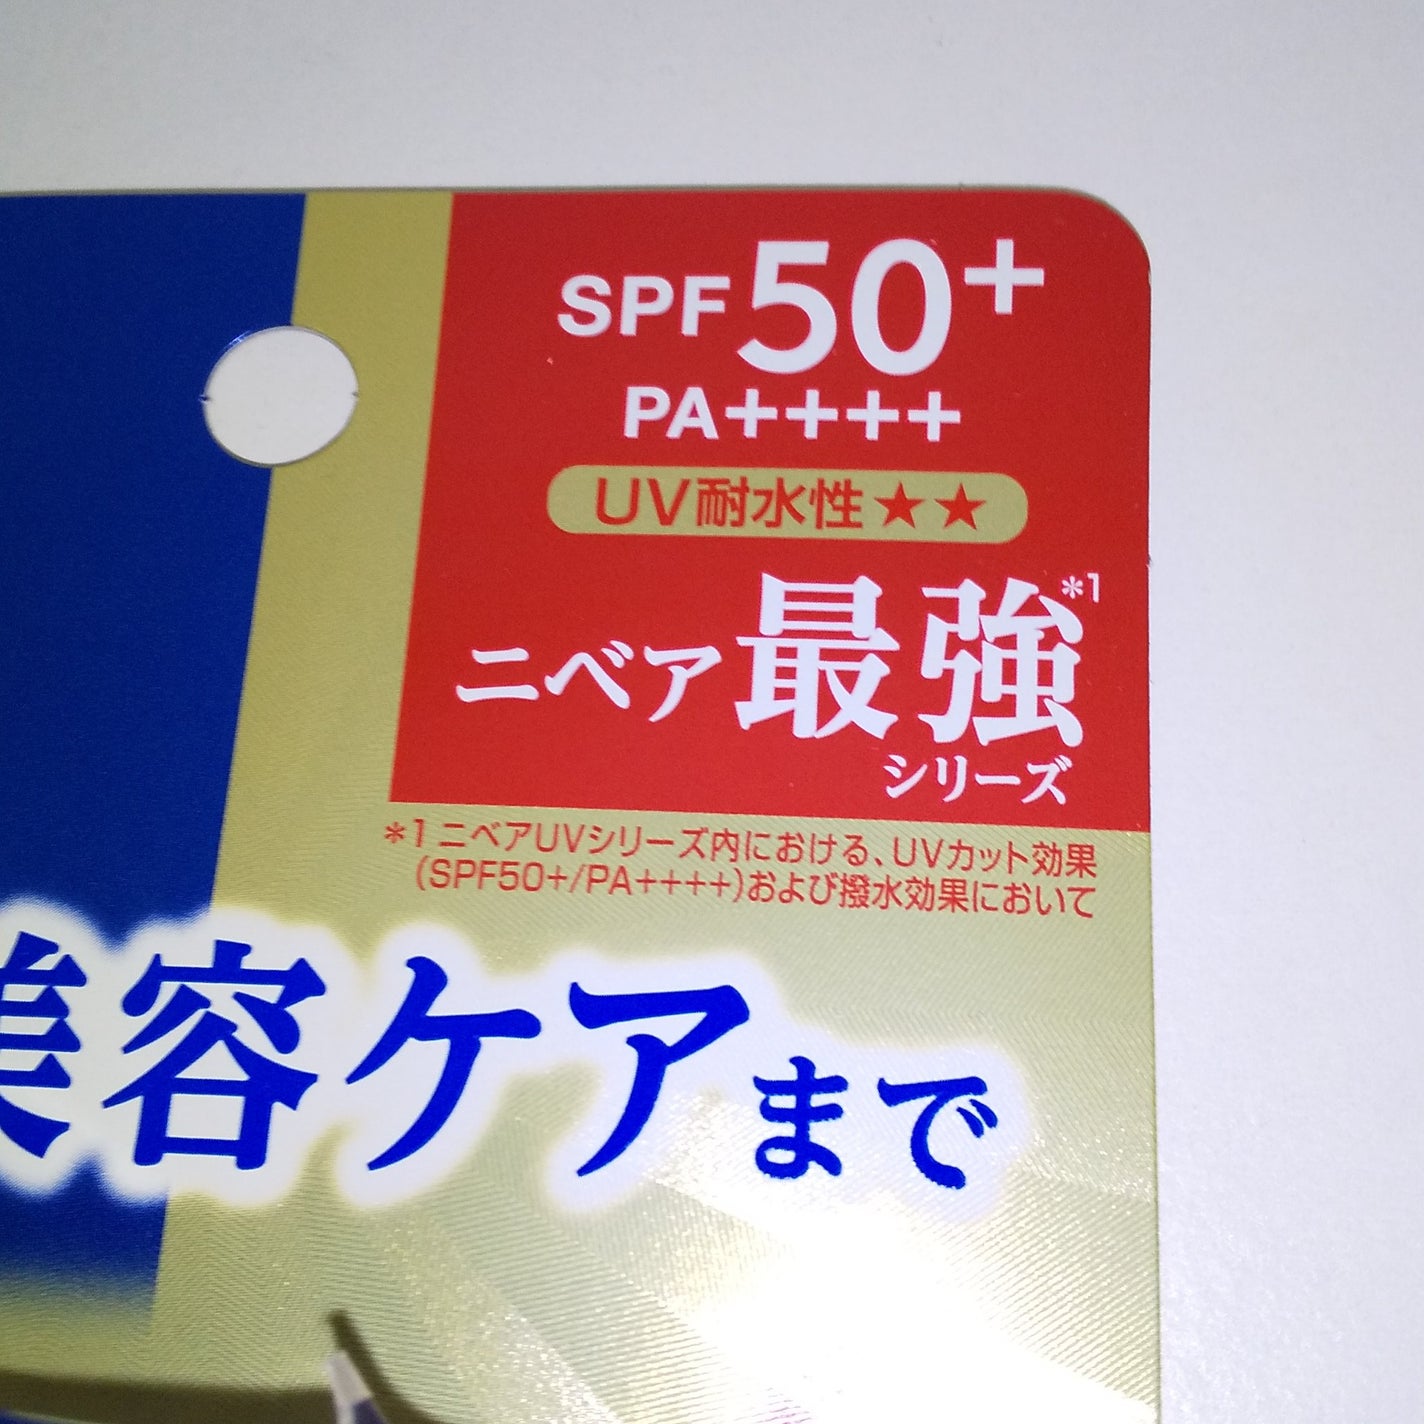 SPF50+
PA++++
UV耐水性★★
ニベア最強*1
シリーズ
*1 ニベアUVシリーズ内における、UVカット効果
(SPF50+/PA++++)および撥水効果において
美容ケアまで